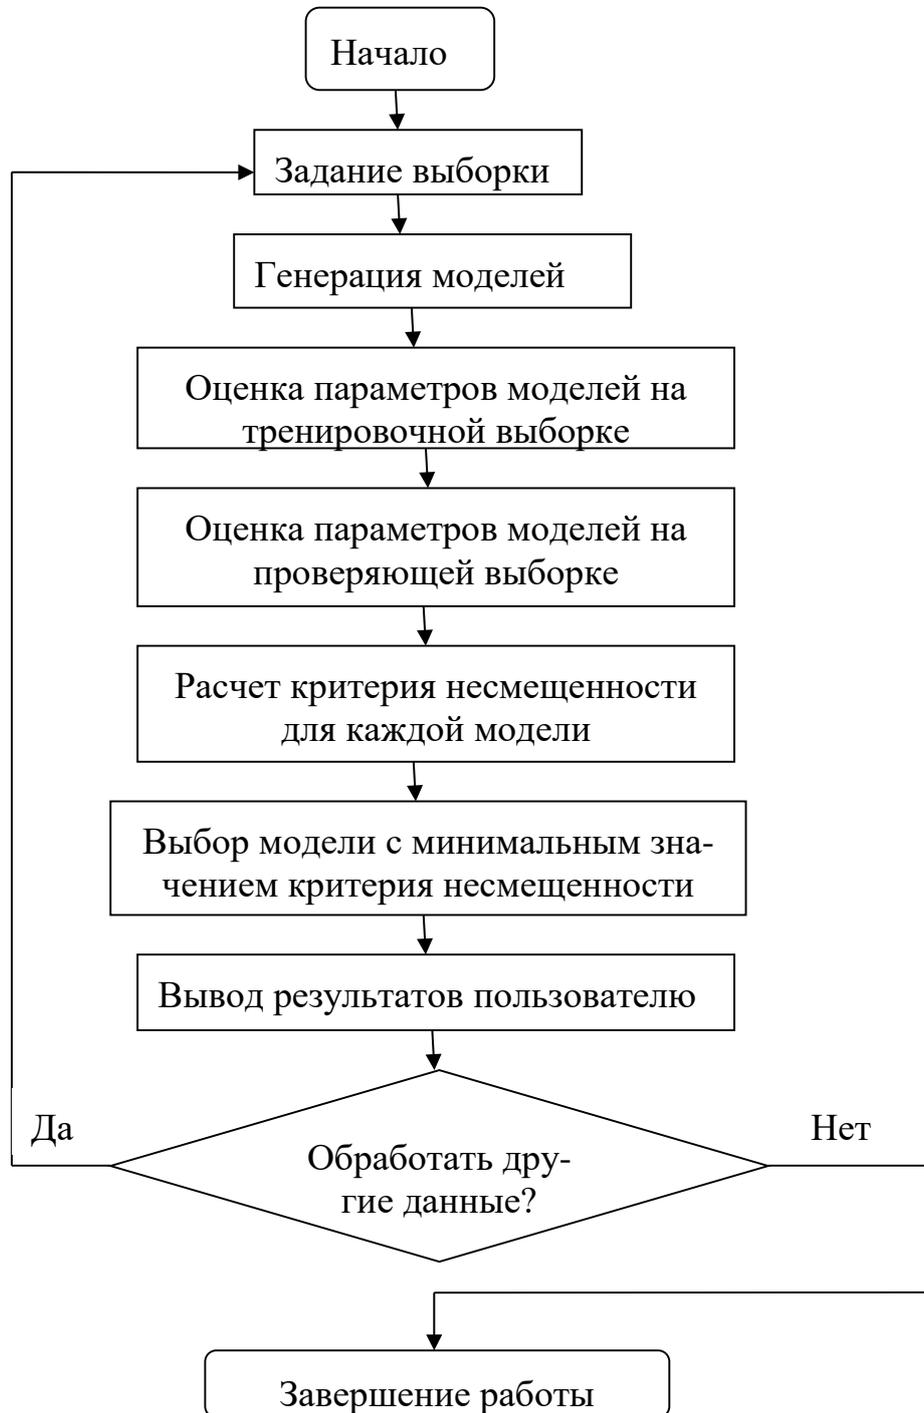 Начало
Задание выборки
Генерация моделей
Оценка параметров моделей на
тренировочной выборке
Оценка параметров моделей на
проверяющей выборке
Расчет критерия несмещенности
для каждой модели
Выбор модели с минимальным зна-
чением критерия несмещенности
Вывод результатов пользователю
Да
Нет
Обработать дру-
гие данные?
Завершение работы